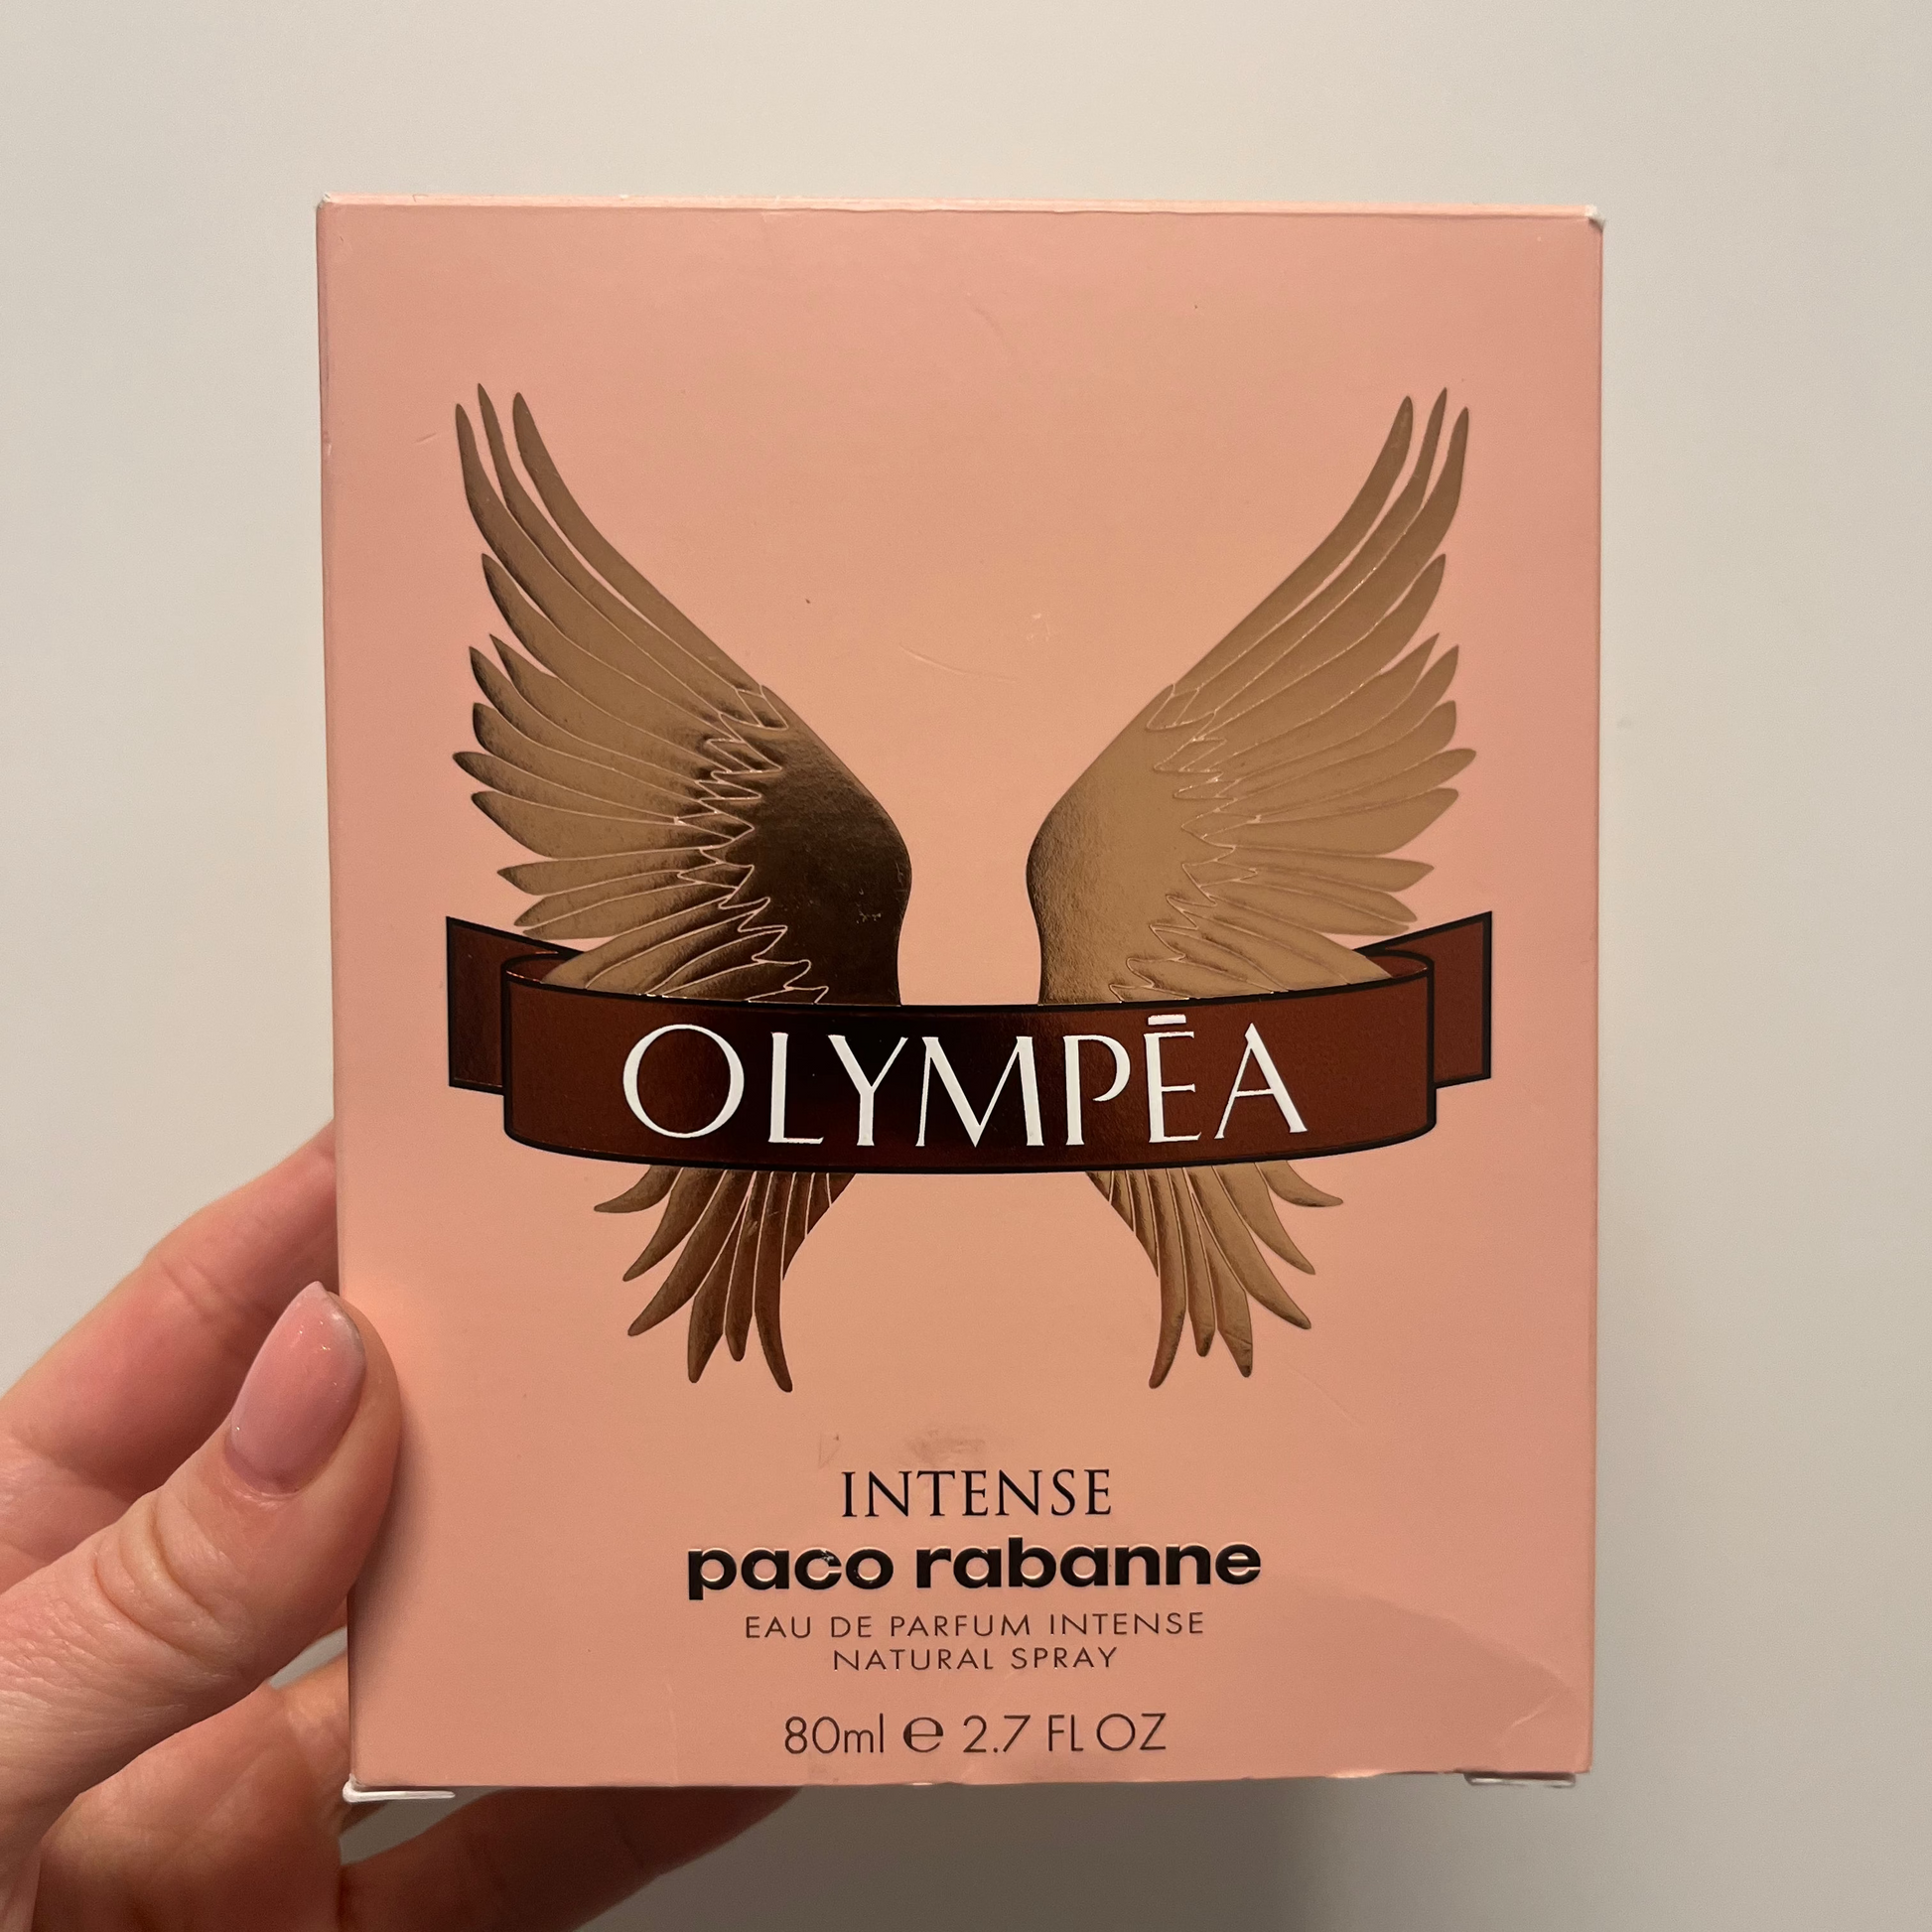 OLYMPĒA
INTENSE
paco rabanne
EAU DE PARFUM INTENSE
NATURAL SPRAY
80ml ℮ 2.7 FL OZ